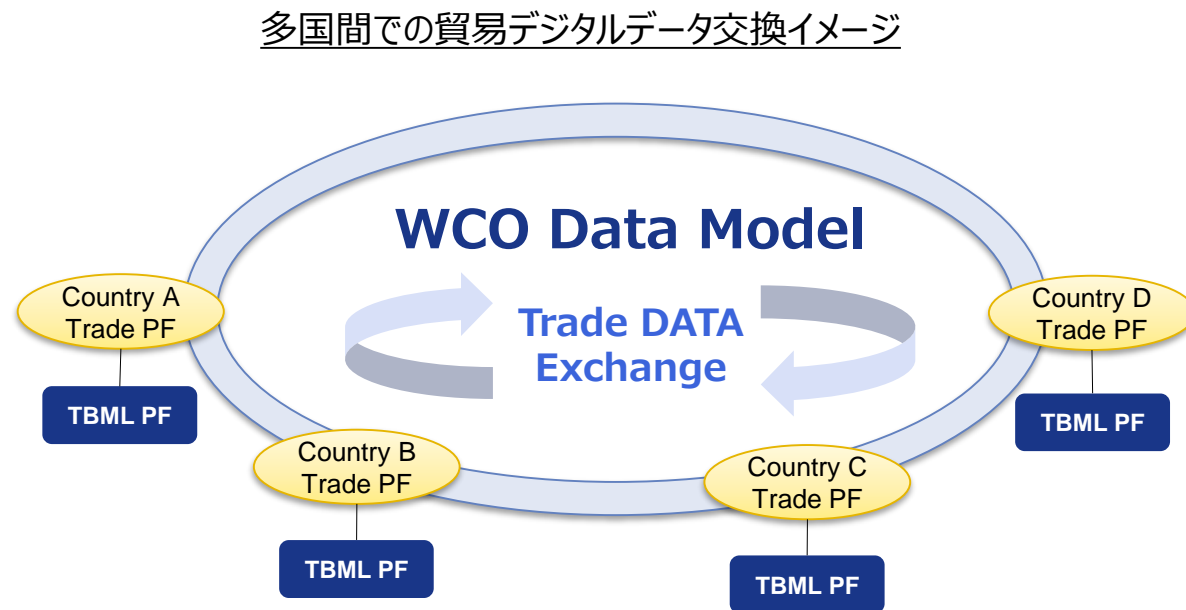 多国間での貿易デジタルデータ交換イメージ
WCO Data Model
Trade DATA
Exchange
Country A
Trade PF
TBML PF
Country B
Trade PF
TBML PF
Country C
Trade PF
TBML PF
Country D
Trade PF
TBML PF